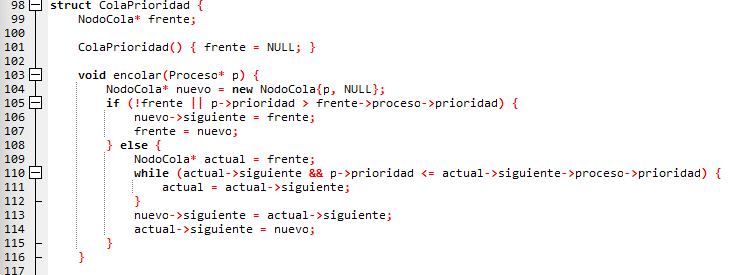 98 struct ColaPrioridad {
99     NodoCola* frente;
100
101     ColaPrioridad() { frente = NULL; }
102
103     void encolar(Proceso* p) {
104         NodoCola* nuevo = new NodoCola{p, NULL};
105         if (!frente || p->prioridad > frente->proceso->prioridad) {
106             nuevo->siguiente = frente;
107             frente = nuevo;
108         } else {
109             NodoCola* actual = frente;
110             while (actual->siguiente && p->prioridad <= actual->siguiente->proceso->prioridad) {
111                 actual = actual->siguiente;
112             }
113             nuevo->siguiente = actual->siguiente;
114             actual->siguiente = nuevo;
115         }
116     }
117